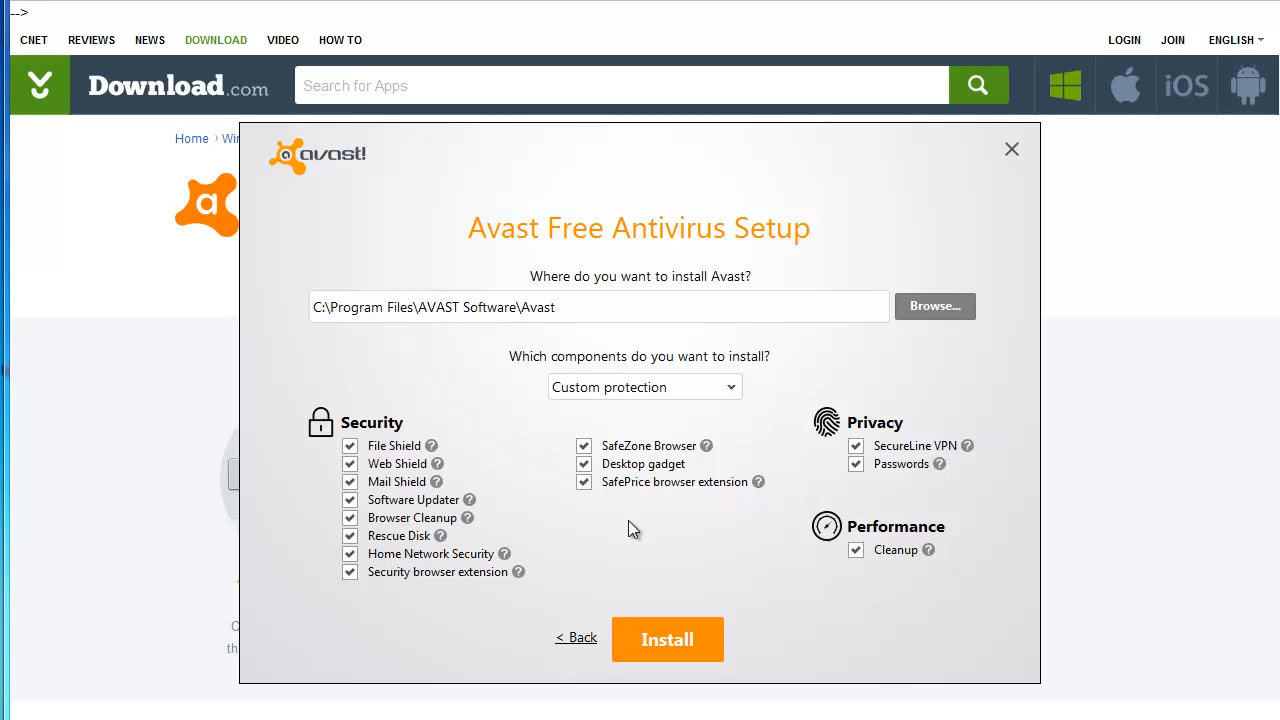 -->
CNET REVIEWS NEWS DOWNLOAD VIDEO HOW TO LOGIN JOIN ENGLISH
Download.com Search for Apps iOS
Home › Win
a
avast!
Avast Free Antivirus Setup
Where do you want to install Avast?
C:\Program Files\AVAST Software\Avast Browse...
Which components do you want to install?
Custom protection
Security
File Shield ?
Web Shield ?
Mail Shield ?
Software Updater ?
Browser Cleanup ?
Rescue Disk ?
Home Network Security ?
Security browser extension ?
SafeZone Browser ?
Desktop gadget
SafePrice browser extension ?
Privacy
SecureLine VPN ?
Passwords ?
Performance
Cleanup ?
< Back Install